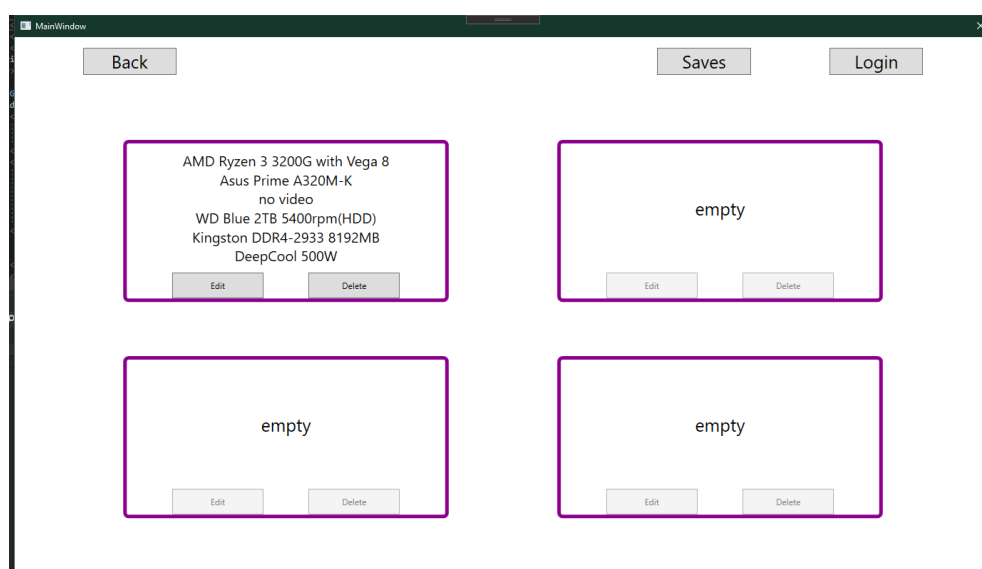 MainWindow
Back
Saves
Login
AMD Ryzen 3 3200G with Vega 8
Asus Prime A320M-K
no video
WD Blue 2TB 5400rpm(HDD)
Kingston DDR4-2933 8192MB
DeepCool 500W
Edit
Delete
empty
Edit
Delete
empty
Edit
Delete
empty
Edit
Delete